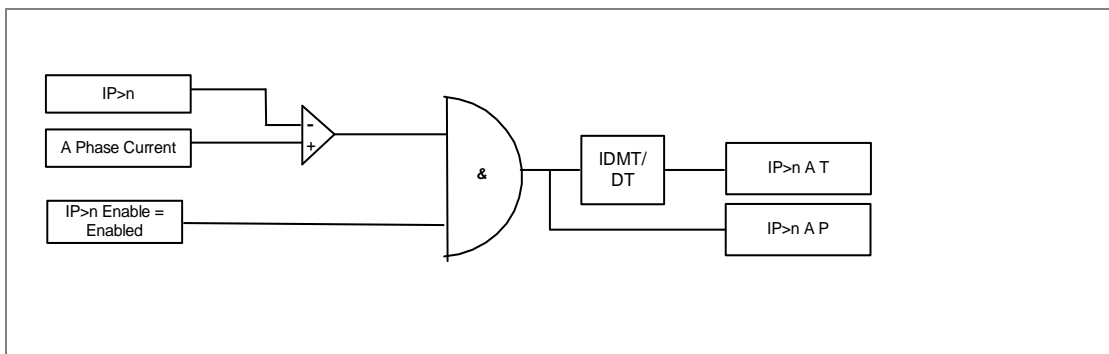 IP>n
-
A Phase Current
+
IP>n Enable =
Enabled
&
IDMT/
DT
IP>n A T
IP>n A P